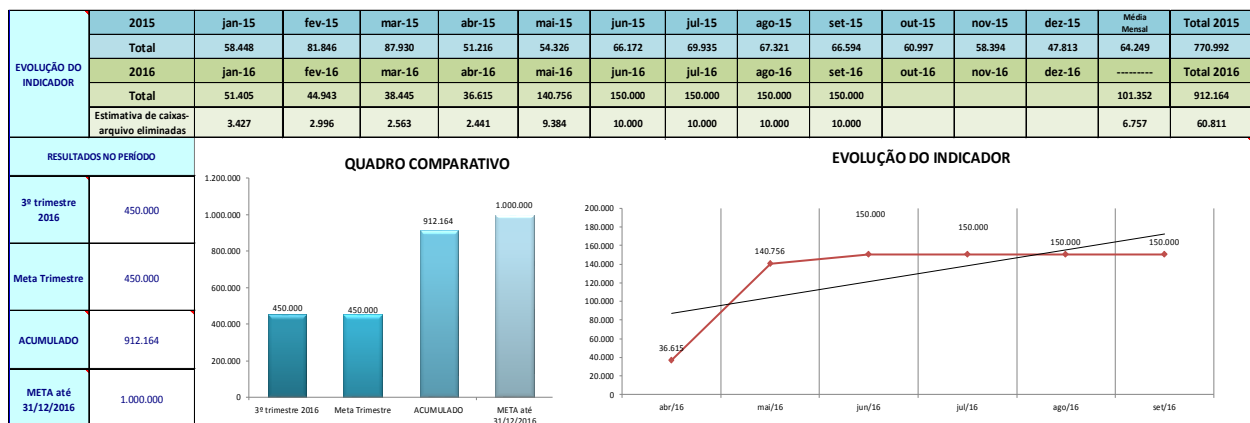 EVOLUÇÃO DO INDICADOR
2015 jan-15 fev-15 mar-15 abr-15 mai-15 jun-15 jul-15 ago-15 set-15 out-15 nov-15 dez-15 Média Mensal Total 2015
Total 58.448 81.846 87.930 51.216 54.326 66.172 69.935 67.321 66.594 60.997 58.394 47.813 64.249 770.992
2016 jan-16 fev-16 mar-16 abr-16 mai-16 jun-16 jul-16 ago-16 set-16 out-16 nov-16 dez-16 --------- Total 2016
Total 51.405 44.943 38.445 36.615 140.756 150.000 150.000 150.000 150.000 101.352 912.164
Estimativa de caixas-arquivo eliminadas 3.427 2.996 2.563 2.441 9.384 10.000 10.000 10.000 10.000 6.757 60.811
RESULTADOS NO PERÍODO
3º trimestre 2016 450.000
Meta Trimestre 450.000
ACUMULADO 912.164
META até 31/12/2016 1.000.000
QUADRO COMPARATIVO
1.200.000
1.000.000
800.000
600.000
400.000
200.000
0
450.000 450.000 912.164 1.000.000
3º trimestre 2016 Meta Trimestre ACUMULADO META até 31/12/2016
EVOLUÇÃO DO INDICADOR
200.000
180.000
160.000
140.000
120.000
100.000
80.000
60.000
40.000
20.000
0
36.615 140.756 150.000 150.000 150.000 150.000
abr/16 mai/16 jun/16 jul/16 ago/16 set/16